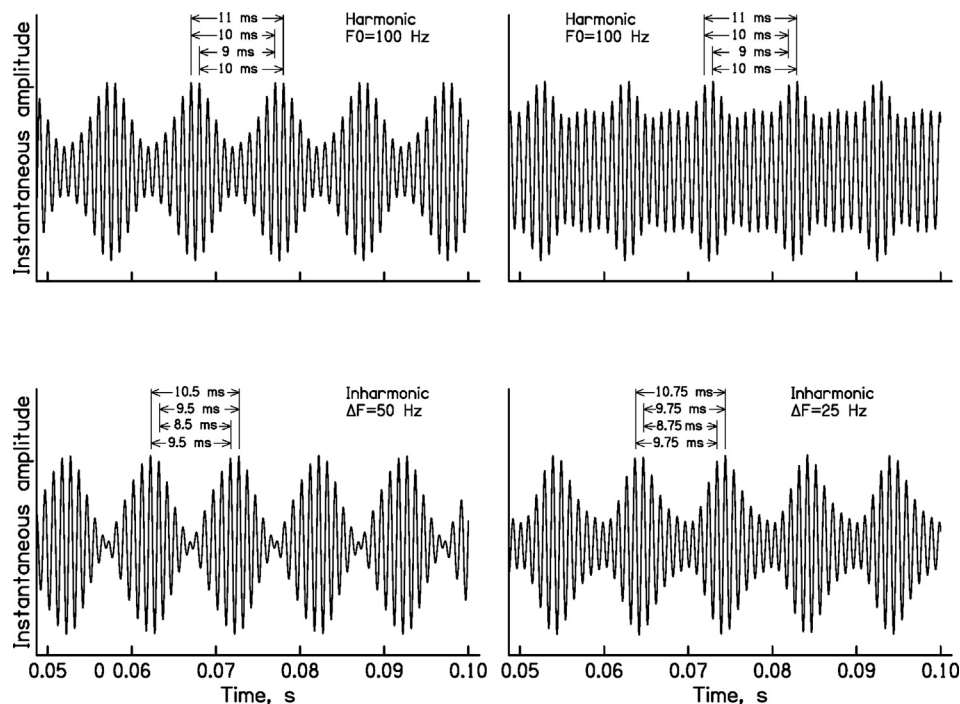 11 ms
10 ms
9 ms
10 ms
Harmonic
F0=100 Hz
Harmonic
F0=100 Hz
11 ms
10 ms
9 ms
10 ms
Instantaneous amplitude
10.5 ms
9.5 ms
8.5 ms
9.5 ms
Inharmonic
ΔF=50 Hz
10.75 ms
9.75 ms
8.75 ms
9.75 ms
Inharmonic
ΔF=25 Hz
Instantaneous amplitude
0.05 0 0.06 0.07 0.08 0.09 0.10
0.05 0.06 0.07 0.08 0.09 0.10
Time, s
Time, s